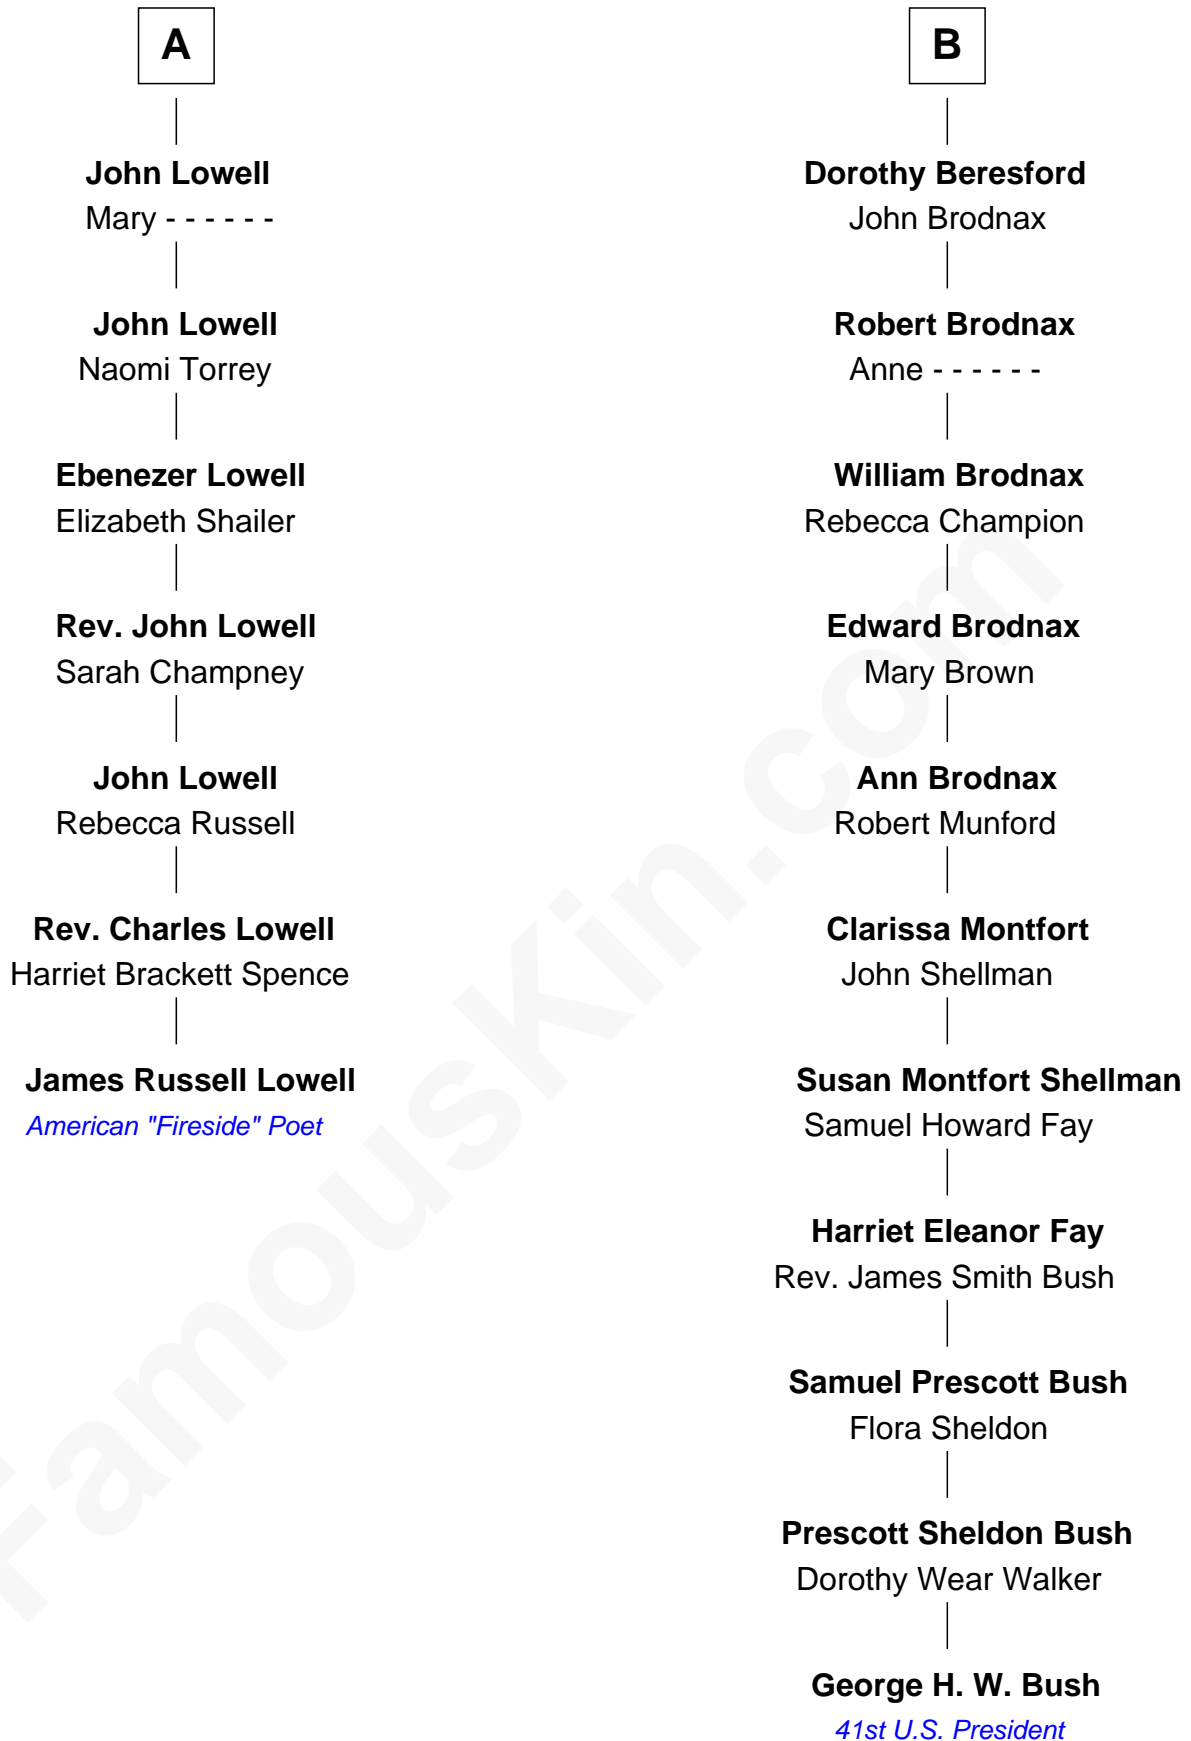 A
John Lowell
Mary - - - - - -
John Lowell
Naomi Torrey
Ebenezer Lowell
Elizabeth Shailer
Rev. John Lowell
Sarah Champney
John Lowell
Rebecca Russell
Rev. Charles Lowell
Harriet Brackett Spence
James Russell Lowell
American "Fireside" Poet
B
Dorothy Beresford
John Brodnax
Robert Brodnax
Anne - - - - - -
William Brodnax
Rebecca Champion
Edward Brodnax
Mary Brown
Ann Brodnax
Robert Munford
Clarissa Montfort
John Shellman
Susan Montfort Shellman
Samuel Howard Fay
Harriet Eleanor Fay
Rev. James Smith Bush
Samuel Prescott Bush
Flora Sheldon
Prescott Sheldon Bush
Dorothy Wear Walker
George H. W. Bush
41st U.S. President
FamousKin.com